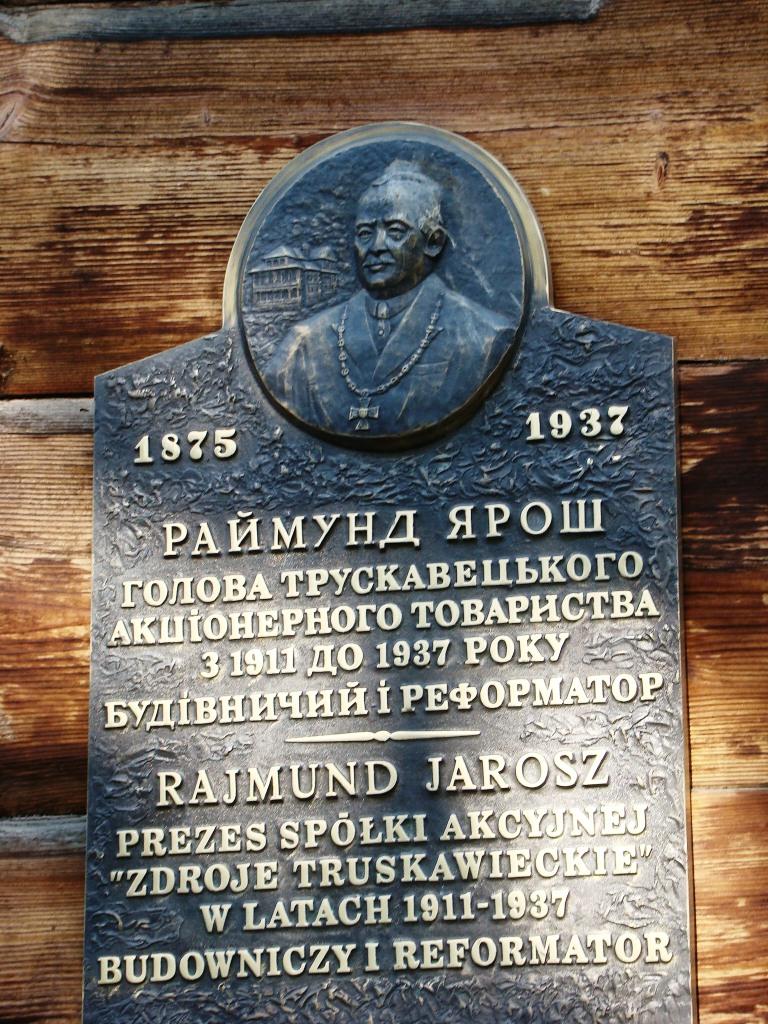 1875 1937
РАЙМУНД ЯРОШ
ГОЛОВА ТРУСКАВЕЦЬКОГО
АКЦІОНЕРНОГО ТОВАРИСТВА
З 1911 ДО 1937 РОКУ
БУДІВНИЧИЙ І РЕФОРМАТОР
RAJMUND JAROSZ
PREZES SPÓŁKI AKCYJNEJ
"ZDROJE TRUSKAWIECKIE"
W LATACH 1911-1937
BUDOWNICZY I REFORMATOR